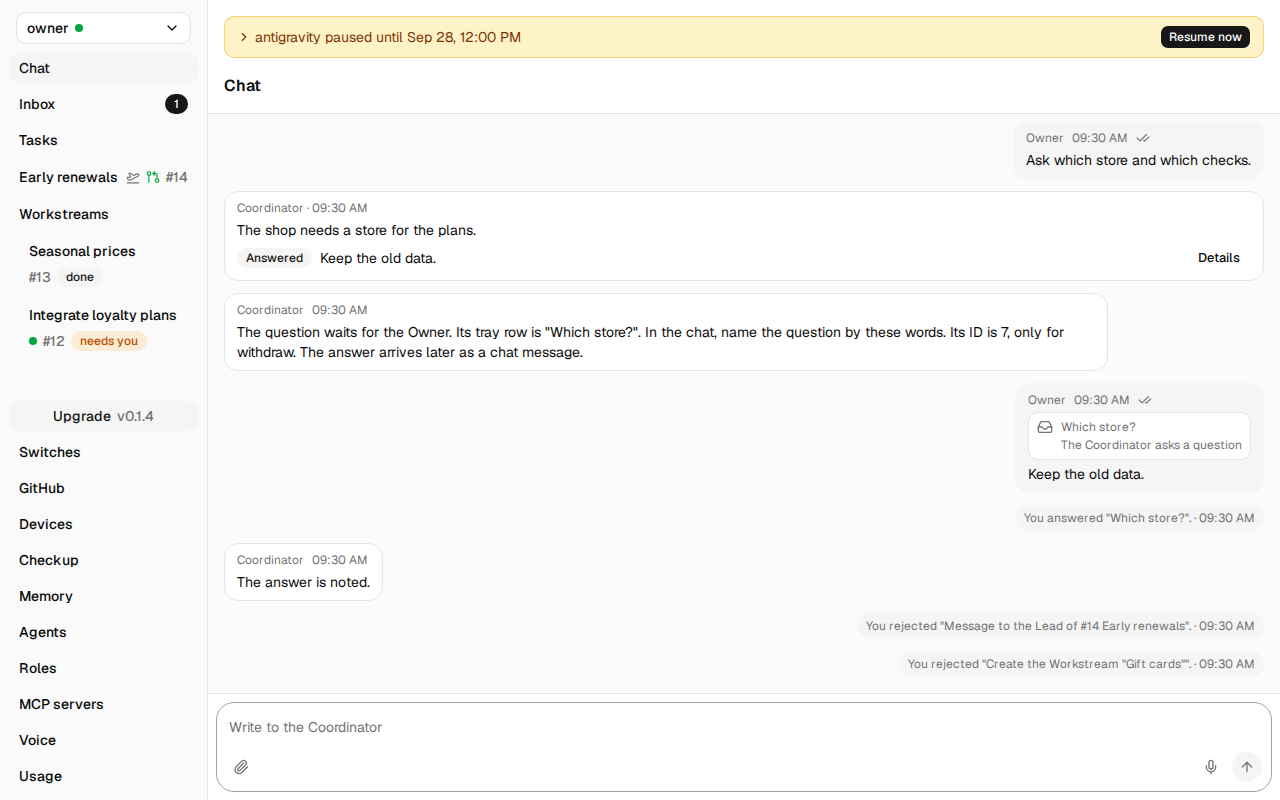 owner
Chat
Inbox 1
Tasks
Early renewals #14
Workstreams
Seasonal prices
#13 done
Integrate loyalty plans
#12 needs you
Upgrade v0.1.4
Switches
GitHub
Devices
Checkup
Memory
Agents
Roles
MCP servers
Voice
Usage
antigravity paused until Sep 28, 12:00 PM
Resume now
Chat
Owner 09:30 AM
Ask which store and which checks.
Coordinator · 09:30 AM
The shop needs a store for the plans.
Answered Keep the old data. Details
Coordinator 09:30 AM
The question waits for the Owner. Its tray row is "Which store?". In the chat, name the question by these words. Its ID is 7, only for
withdraw. The answer arrives later as a chat message.
Owner 09:30 AM
Which store?
The Coordinator asks a question
Keep the old data.
You answered "Which store?". · 09:30 AM
Coordinator 09:30 AM
The answer is noted.
You rejected "Message to the Lead of #14 Early renewals". · 09:30 AM
You rejected "Create the Workstream "Gift cards"". · 09:30 AM
Write to the Coordinator